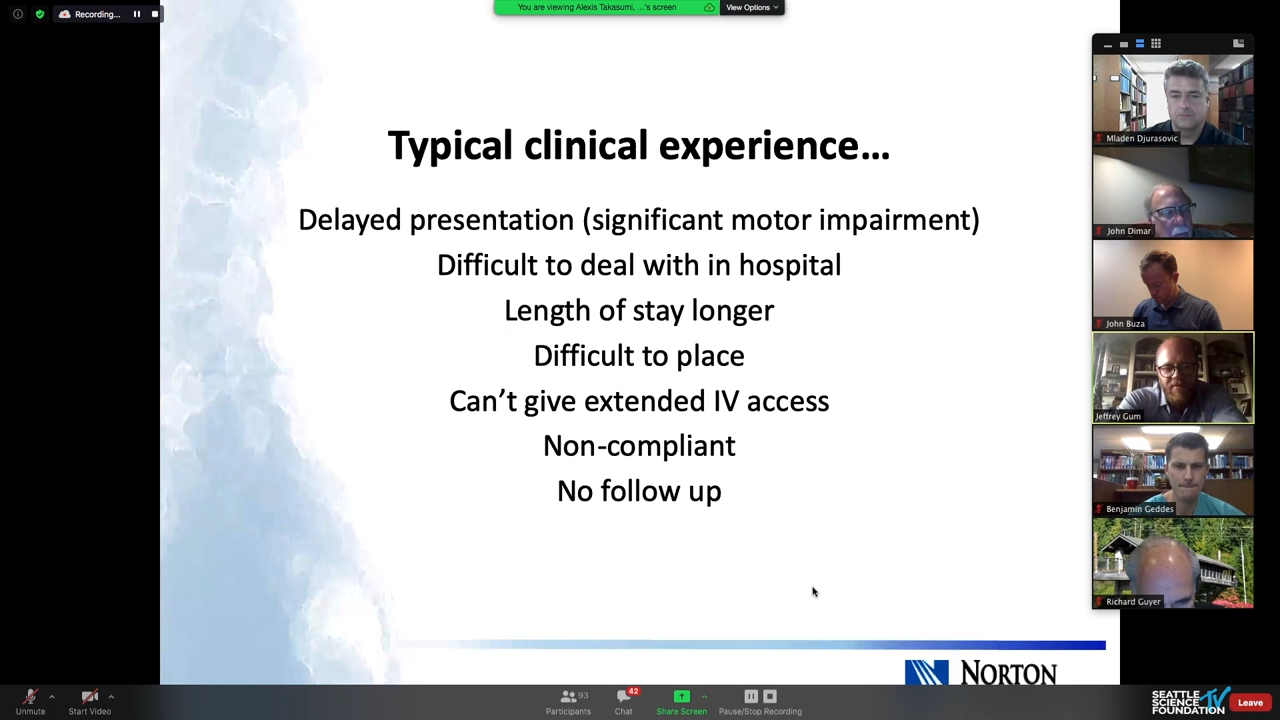 Recording...
You are viewing Alexis Takasumi, ...'s screen
View Options
Typical clinical experience...
Delayed presentation (significant motor impairment)
Difficult to deal with in hospital
Length of stay longer
Difficult to place
Can't give extended IV access
Non-compliant
No follow up
NORTON
Mladen Djurasovic
John Dimar
John Buza
Jeffrey Gum
Benjamin Geddes
Richard Guyer
Unmute
Start Video
93
Participants
42
Chat
Share Screen
Pause/Stop Recording
SEATTLE
SCIENCE TV
FOUNDATION
Leave